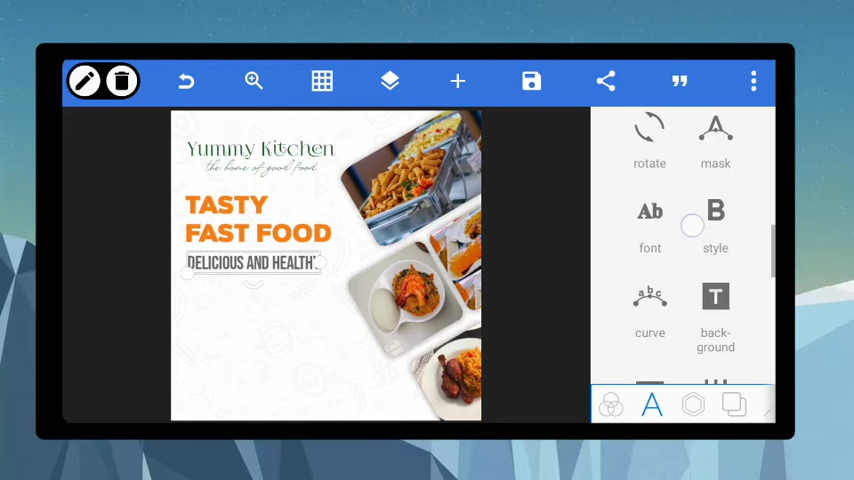 Yummy Kitchen
the home of good food
TASTY
FAST FOOD
DELICIOUS AND HEALTHY
rotate
mask
Ab
font
B
style
abc
curve
T
back-
ground
A